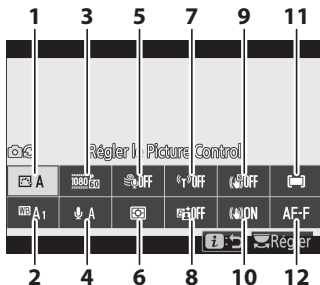 1 3 5 7 9 11
Régler le Picture Control
A 1080 60 OFF OFF OFF
WB A1 A OFF ON AF-F
i : Régler
2 4 6 8 10 12